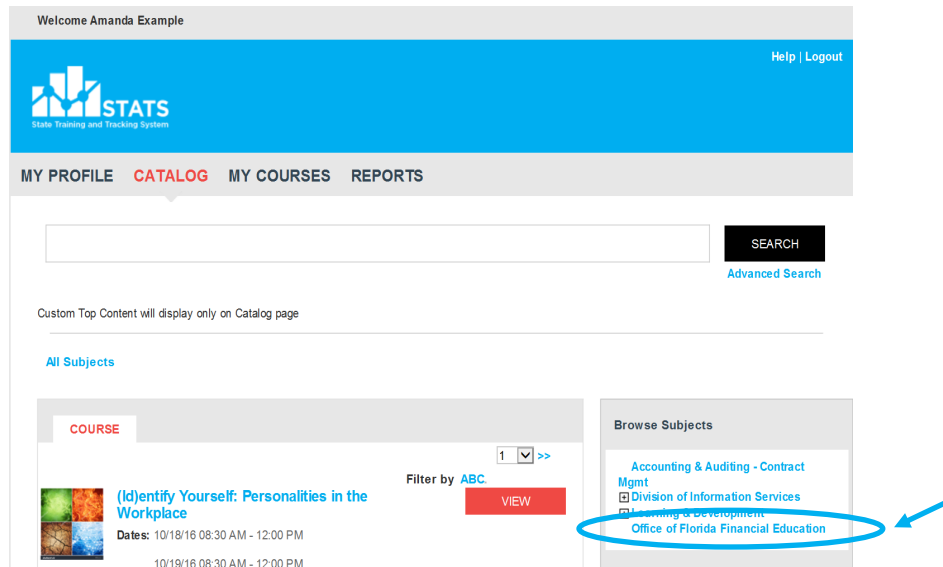 Welcome Amanda Example
Help | Logout
STATS
State Training and Tracking System
MY PROFILE CATALOG MY COURSES REPORTS
SEARCH
Advanced Search
Custom Top Content will display only on Catalog page
All Subjects
COURSE
1 >>
Filter by ABC
VIEW
(Id)entify Yourself: Personalities in the
Workplace
Dates: 10/18/16 08:30 AM - 12:00 PM
10/19/16 08:30 AM - 12:00 PM
Browse Subjects
Accounting & Auditing - Contract
Mgmt
Division of Information Services
Learning & Development
Office of Florida Financial Education